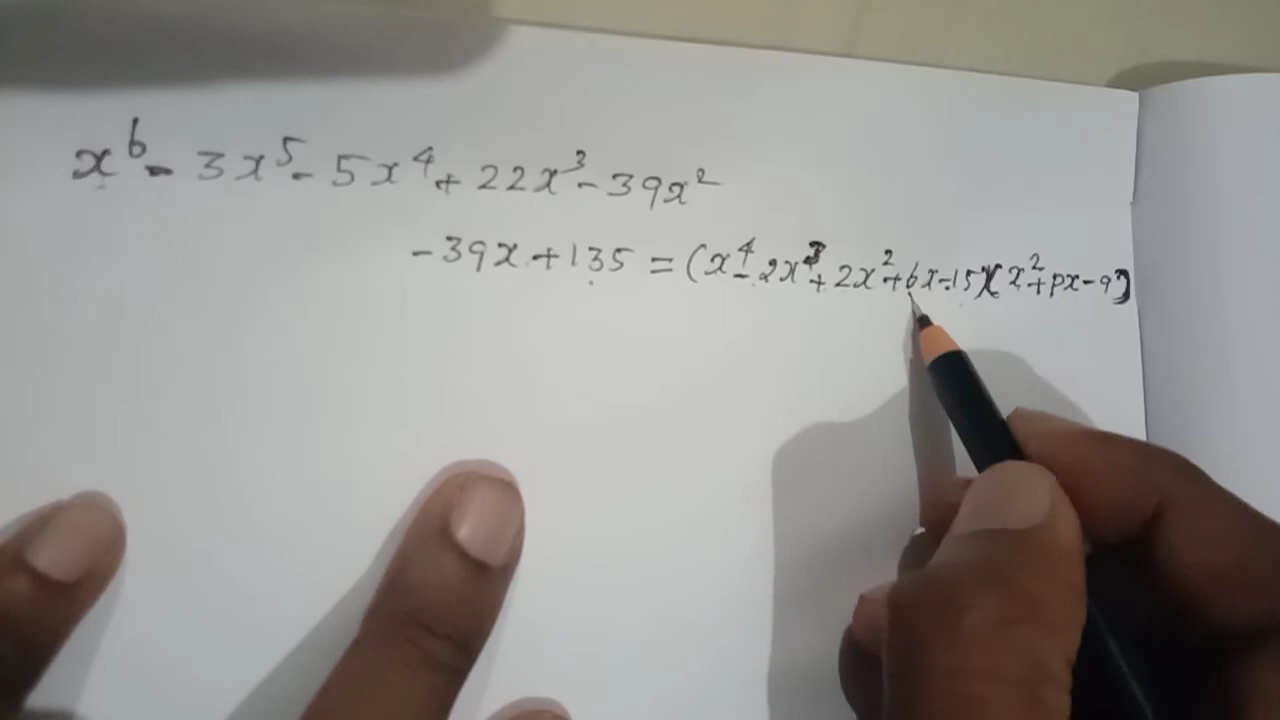 x⁶ - 3x⁵ - 5x⁴ + 22x³ - 39x²
-39x + 135 = (x⁴ - 2x³ + 2x² + 6x - 15)(x² + px - 9)